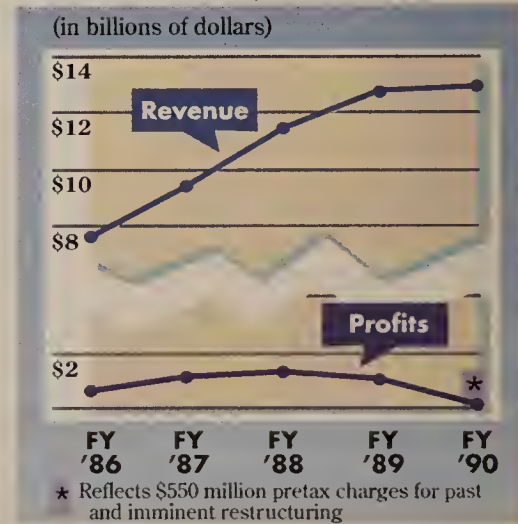 (in billions of dollars)
$14
Revenue
$12
$10
$8
Profits
$2
*
FY FY FY FY FY
'86 '87 '88 '89 '90
* Reflects $550 million pretax charges for past
and imminent restructuring